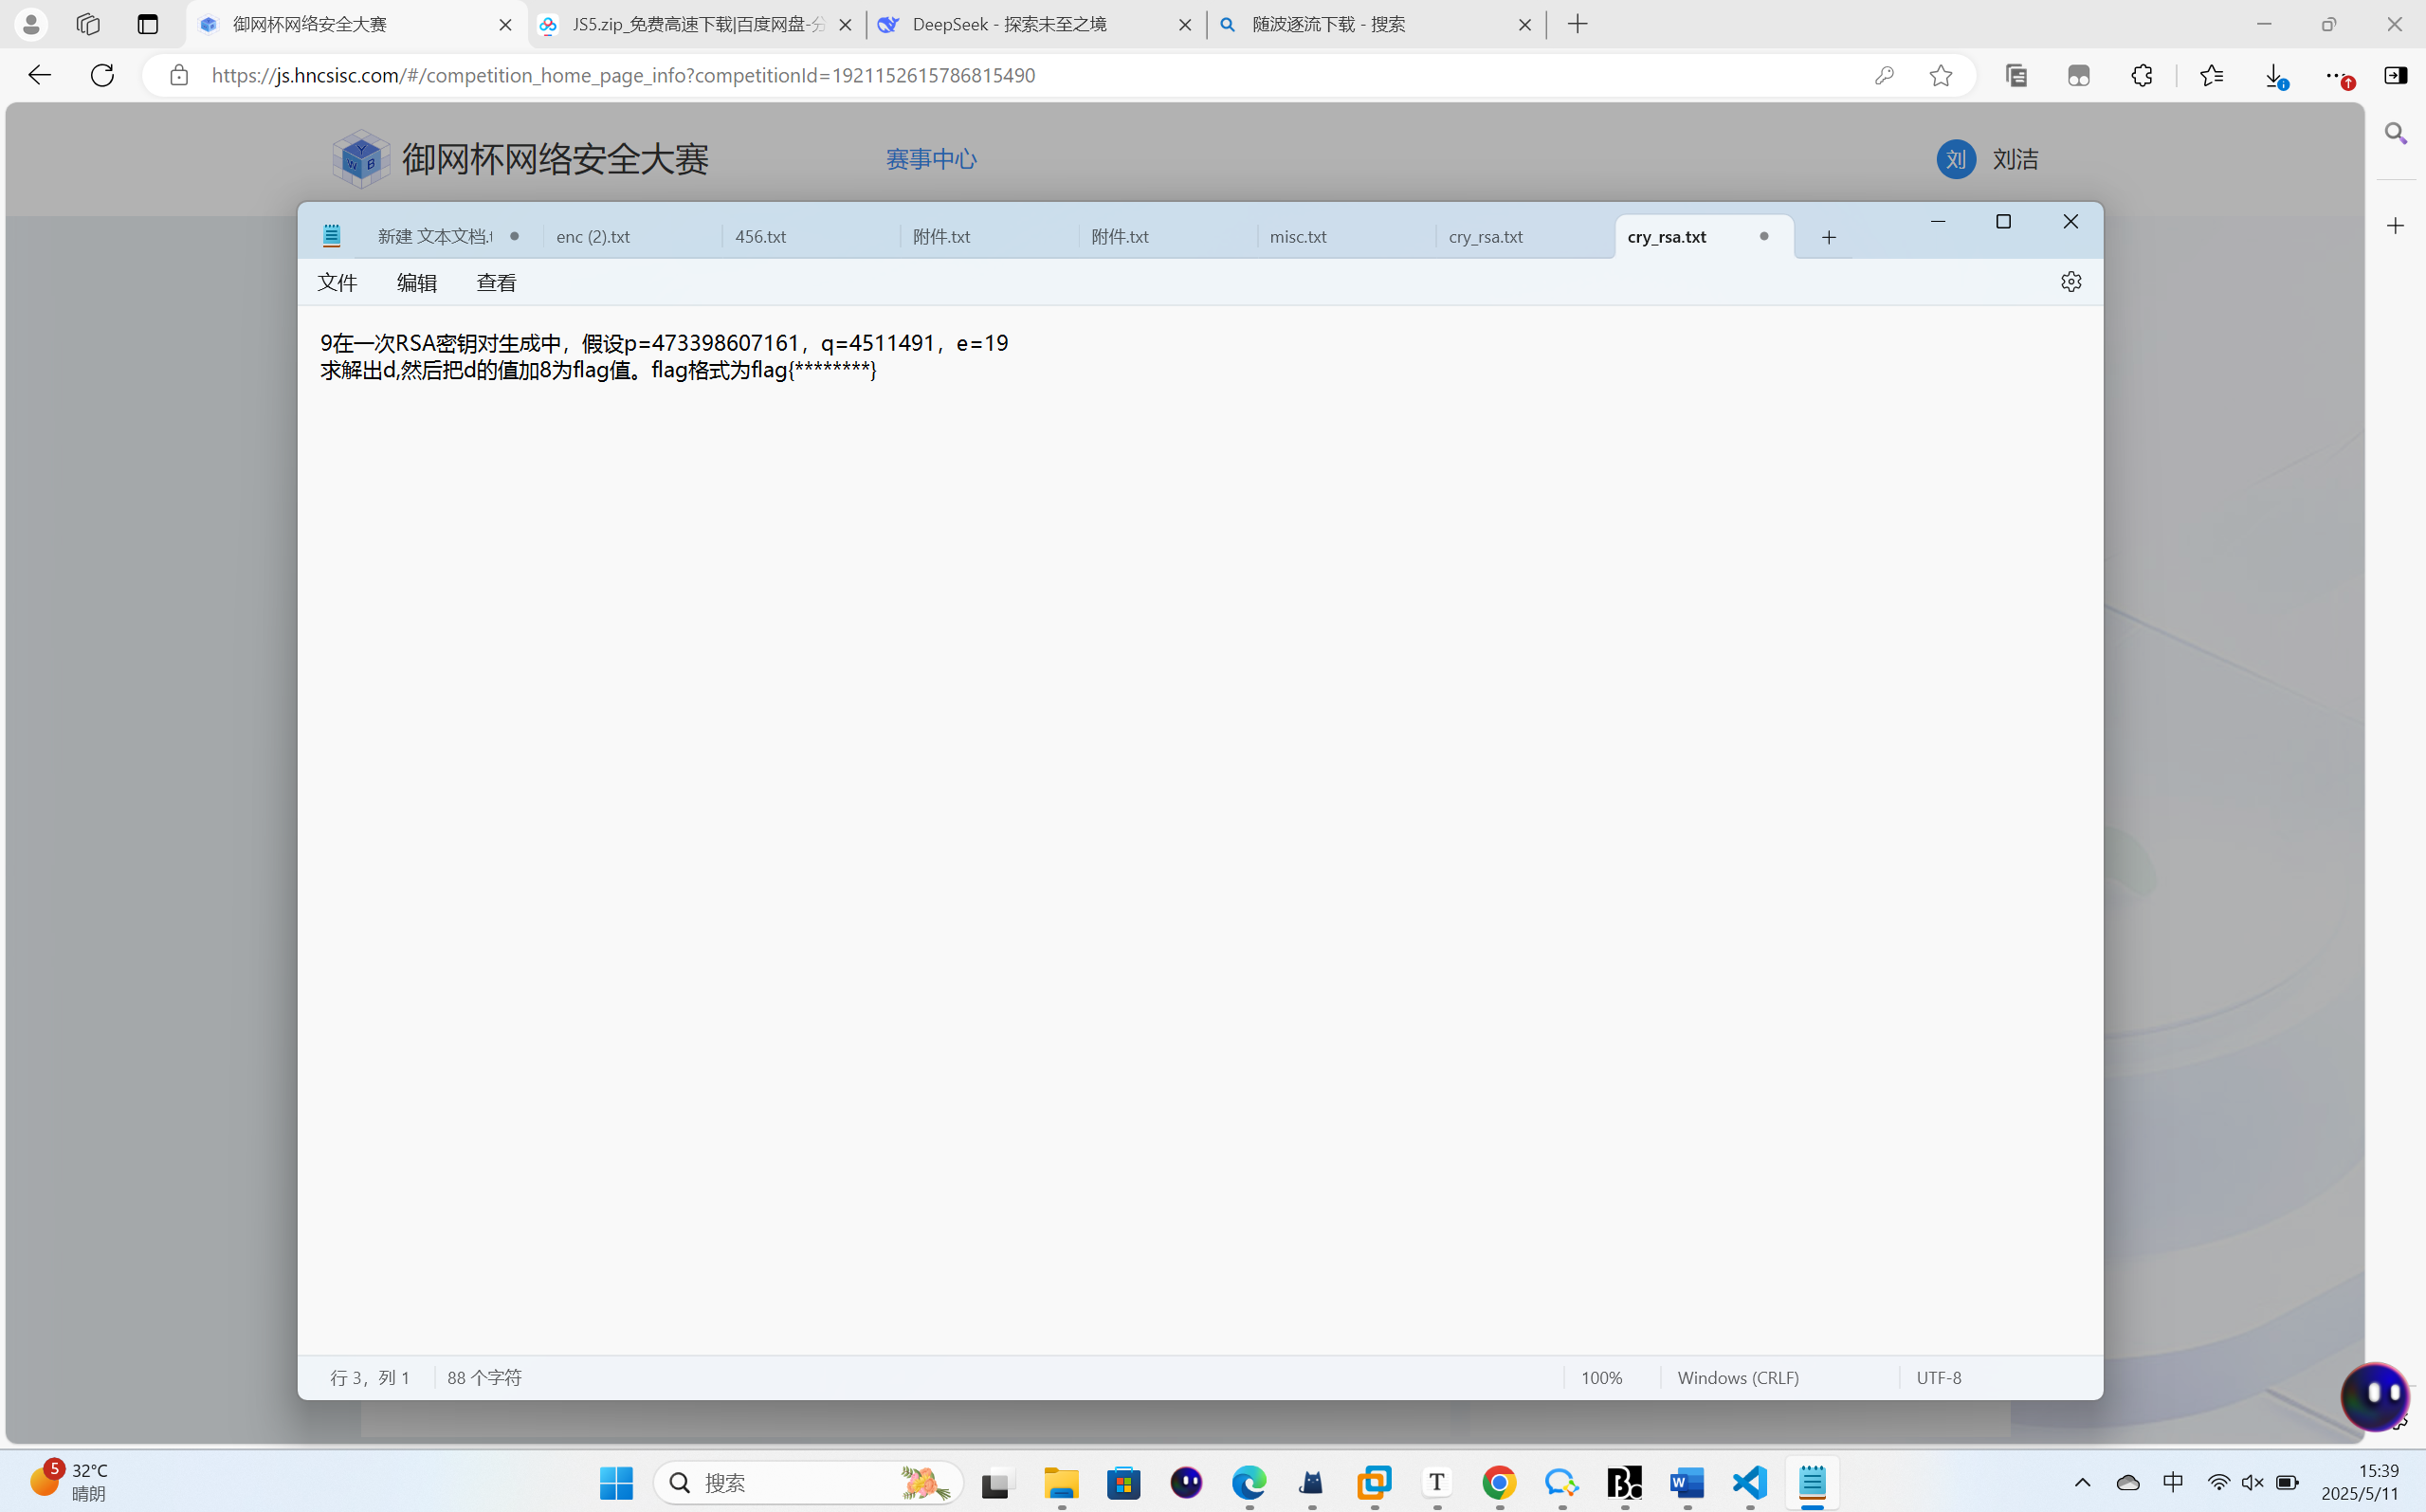 御网杯网络安全大赛
JS5.zip_免费高速下载|百度网盘-分
DeepSeek - 探索未至之境
随波逐流下载 - 搜索
https://js.hncsisc.com/#/competition_home_page_info?competitionId=1921152615786815490
YWB
御网杯网络安全大赛
赛事中心
刘
刘洁
新建 文本文档.t
enc (2).txt
456.txt
附件.txt
附件.txt
misc.txt
cry_rsa.txt
cry_rsa.txt
文件
编辑
查看
9在一次RSA密钥对生成中，假设p=473398607161，q=4511491，e=19
求解出d,然后把d的值加8为flag值。flag格式为flag{********}
行 3，列 1
88 个字符
100%
Windows (CRLF)
UTF-8
5
32°C
晴朗
搜索
T
W
中
15:39
2025/5/11